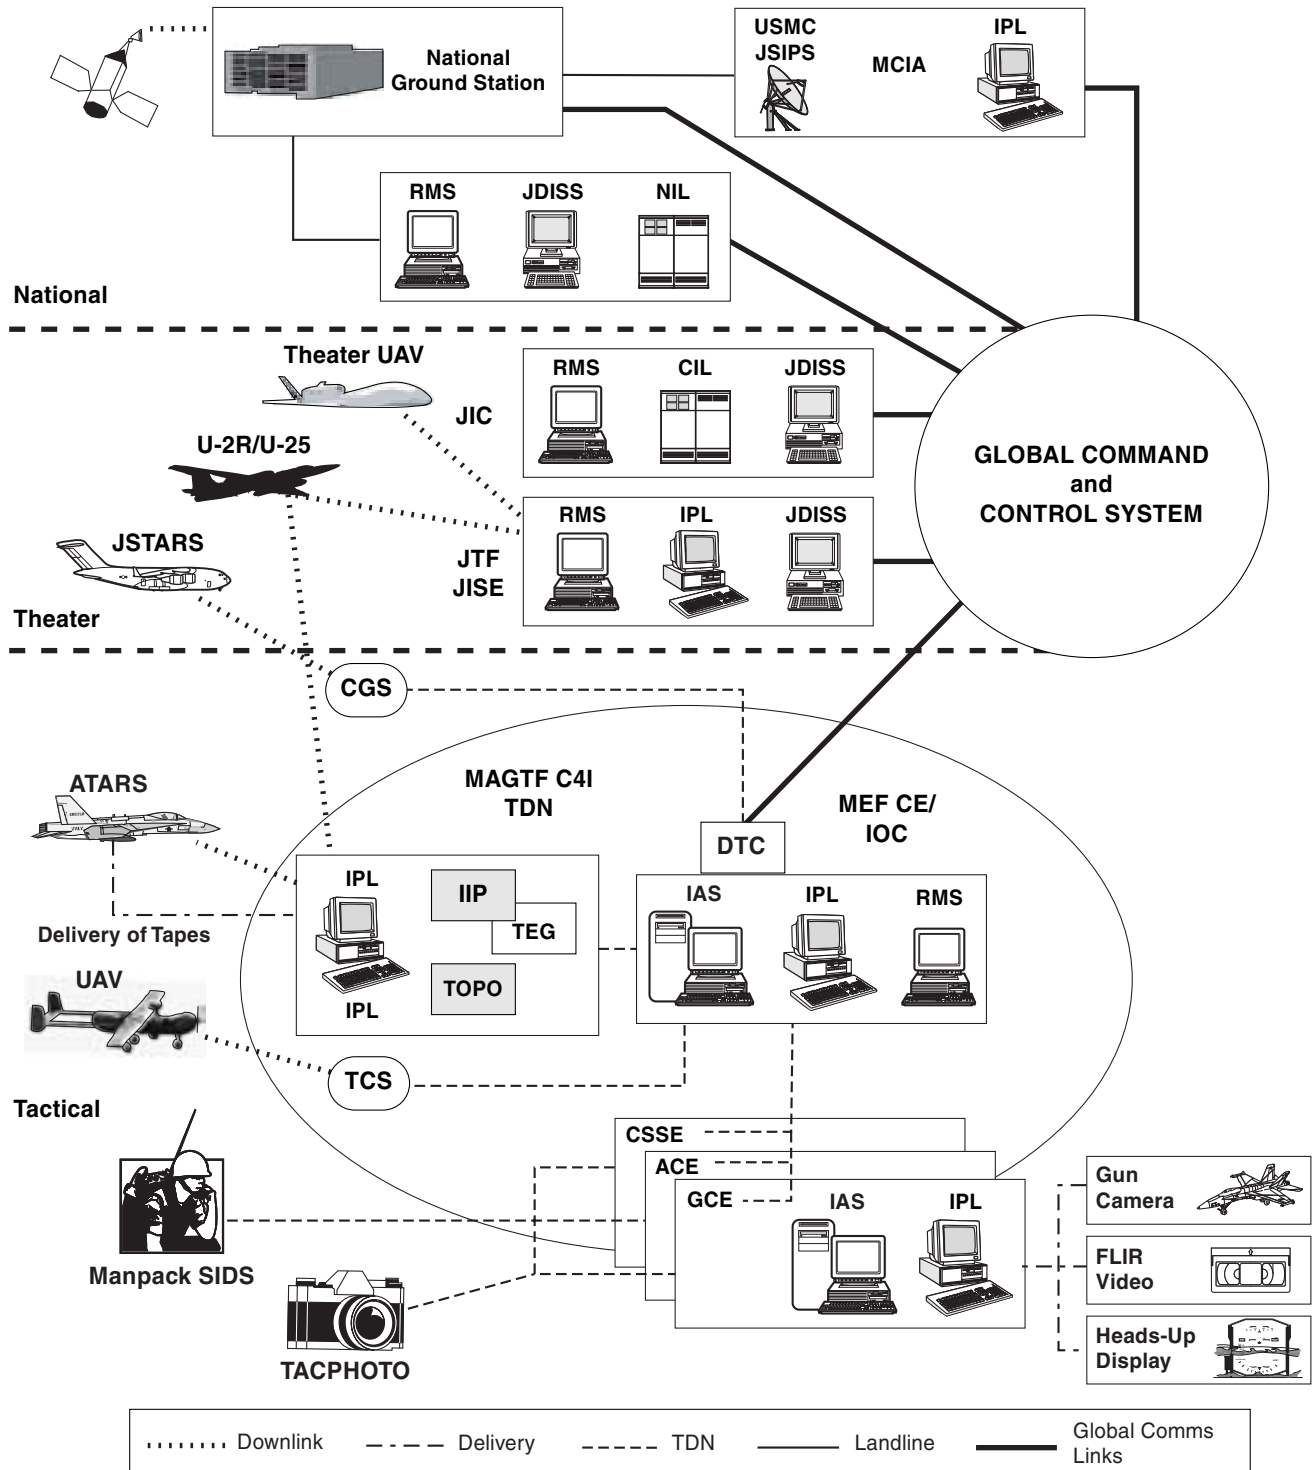 National
Ground Station
USMC
JSIPS
MCIA
IPL
RMS
JDISS
NIL
National
Theater UAV
JIC
RMS
CIL
JDISS
U-2R/U-25
GLOBAL COMMAND
and
CONTROL SYSTEM
JSTARS
JTF
JISE
RMS
IPL
JDISS
Theater
CGS
MAGTF C4I
TDN
MEF CE/
IOC
ATARS
DTC
IPL
IIP
TEG
TOPO
IPL
IAS
IPL
RMS
Delivery of Tapes
UAV
TCS
Tactical
CSSE
ACE
GCE
IAS
IPL
Gun
Camera
FLIR
Video
Heads-Up
Display
Manpack SIDS
TACPHOTO
Downlink
Delivery
TDN
Landline
Global Comms
Links